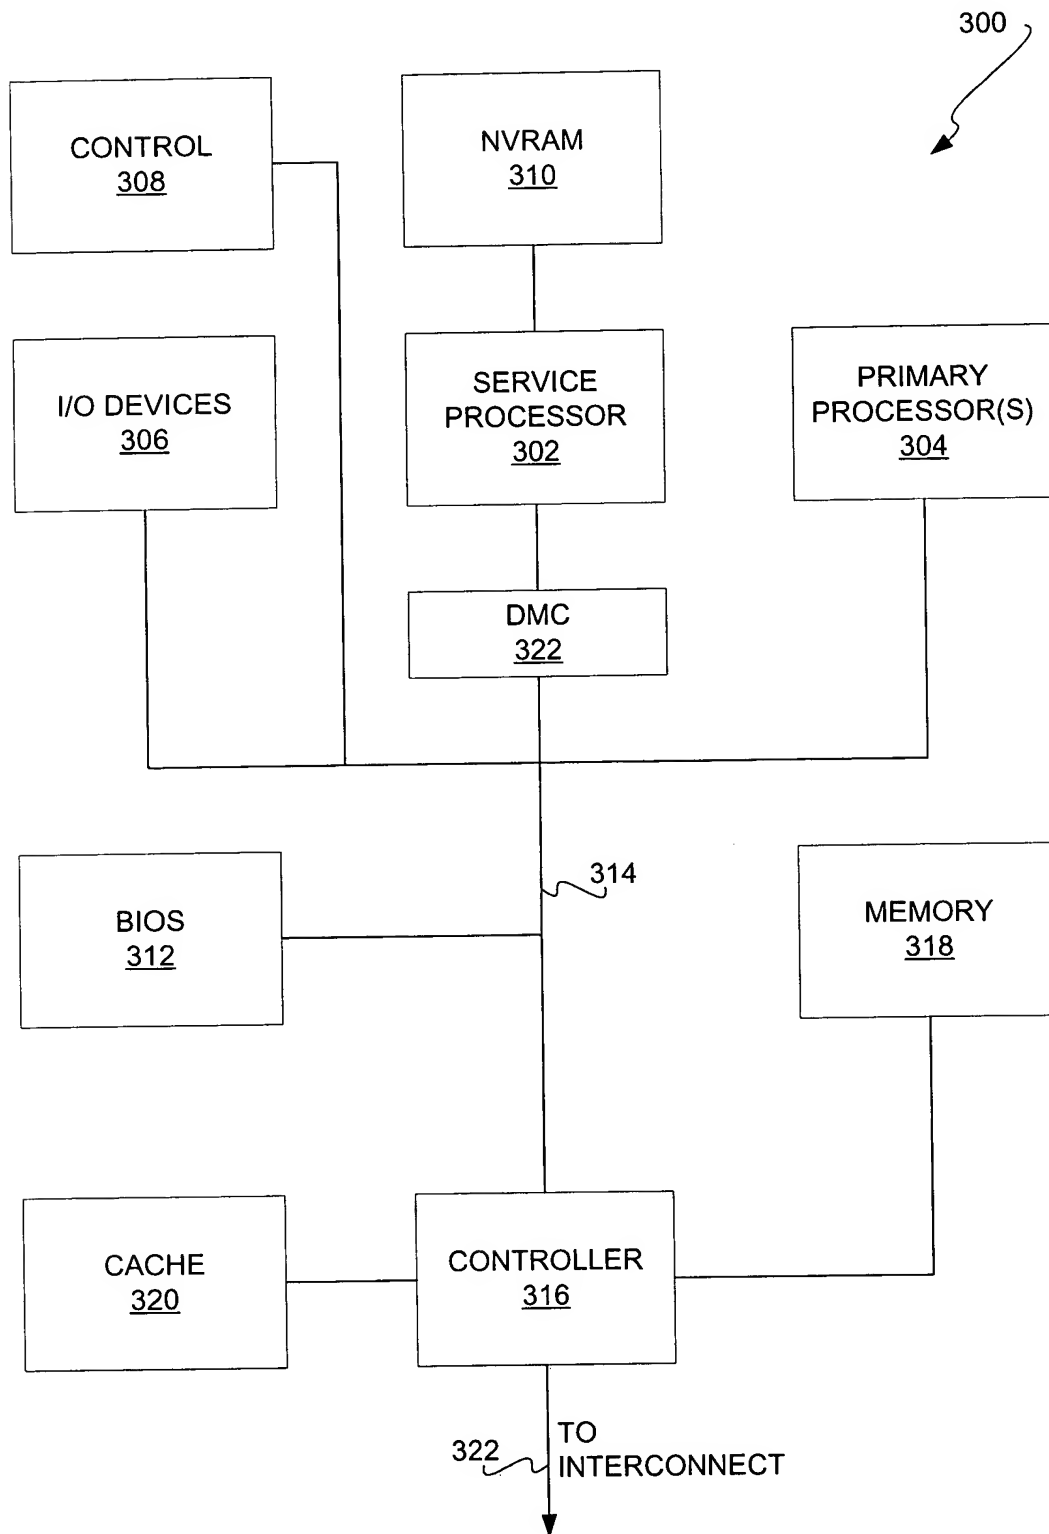 300
CONTROL
308
NVRAM
310
I/O DEVICES
306
SERVICE
PROCESSOR
302
PRIMARY
PROCESSOR(S)
304
DMC
322
314
BIOS
312
MEMORY
318
CACHE
320
CONTROLLER
316
322
TO
INTERCONNECT